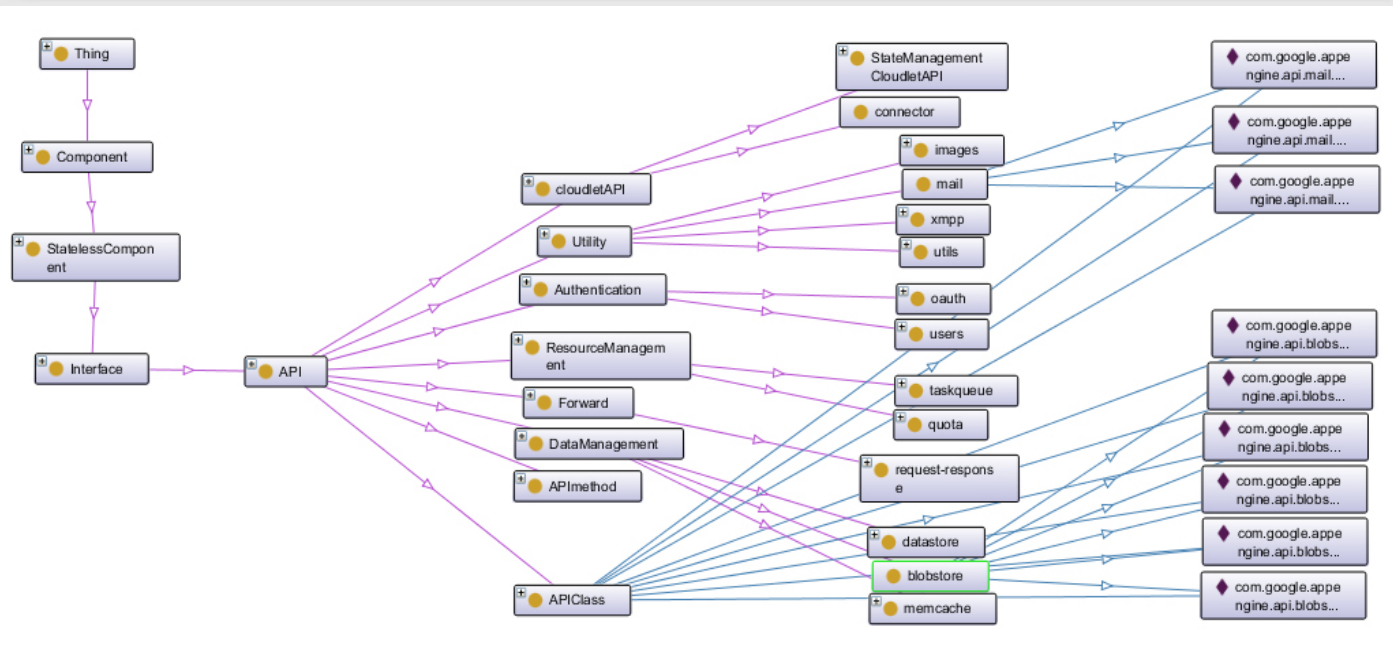 Thing
Component
StatelessCompon
ent
Interface
API
cloudletAPI
Utility
Authentication
ResourceManagem
ent
Forward
DataManagement
APImethod
APIClass
StateManagement
CloudletAPI
connector
images
mail
xmpp
utils
oauth
users
taskqueue
quota
request-respons
e
datastore
blobstore
memcache
com.google.appe
ngine.api.mail....
com.google.appe
ngine.api.mail....
com.google.appe
ngine.api.mail....
com.google.appe
ngine.api.blobs...
com.google.appe
ngine.api.blobs...
com.google.appe
ngine.api.blobs...
com.google.appe
ngine.api.blobs...
com.google.appe
ngine.api.blobs...
com.google.appe
ngine.api.blobs...